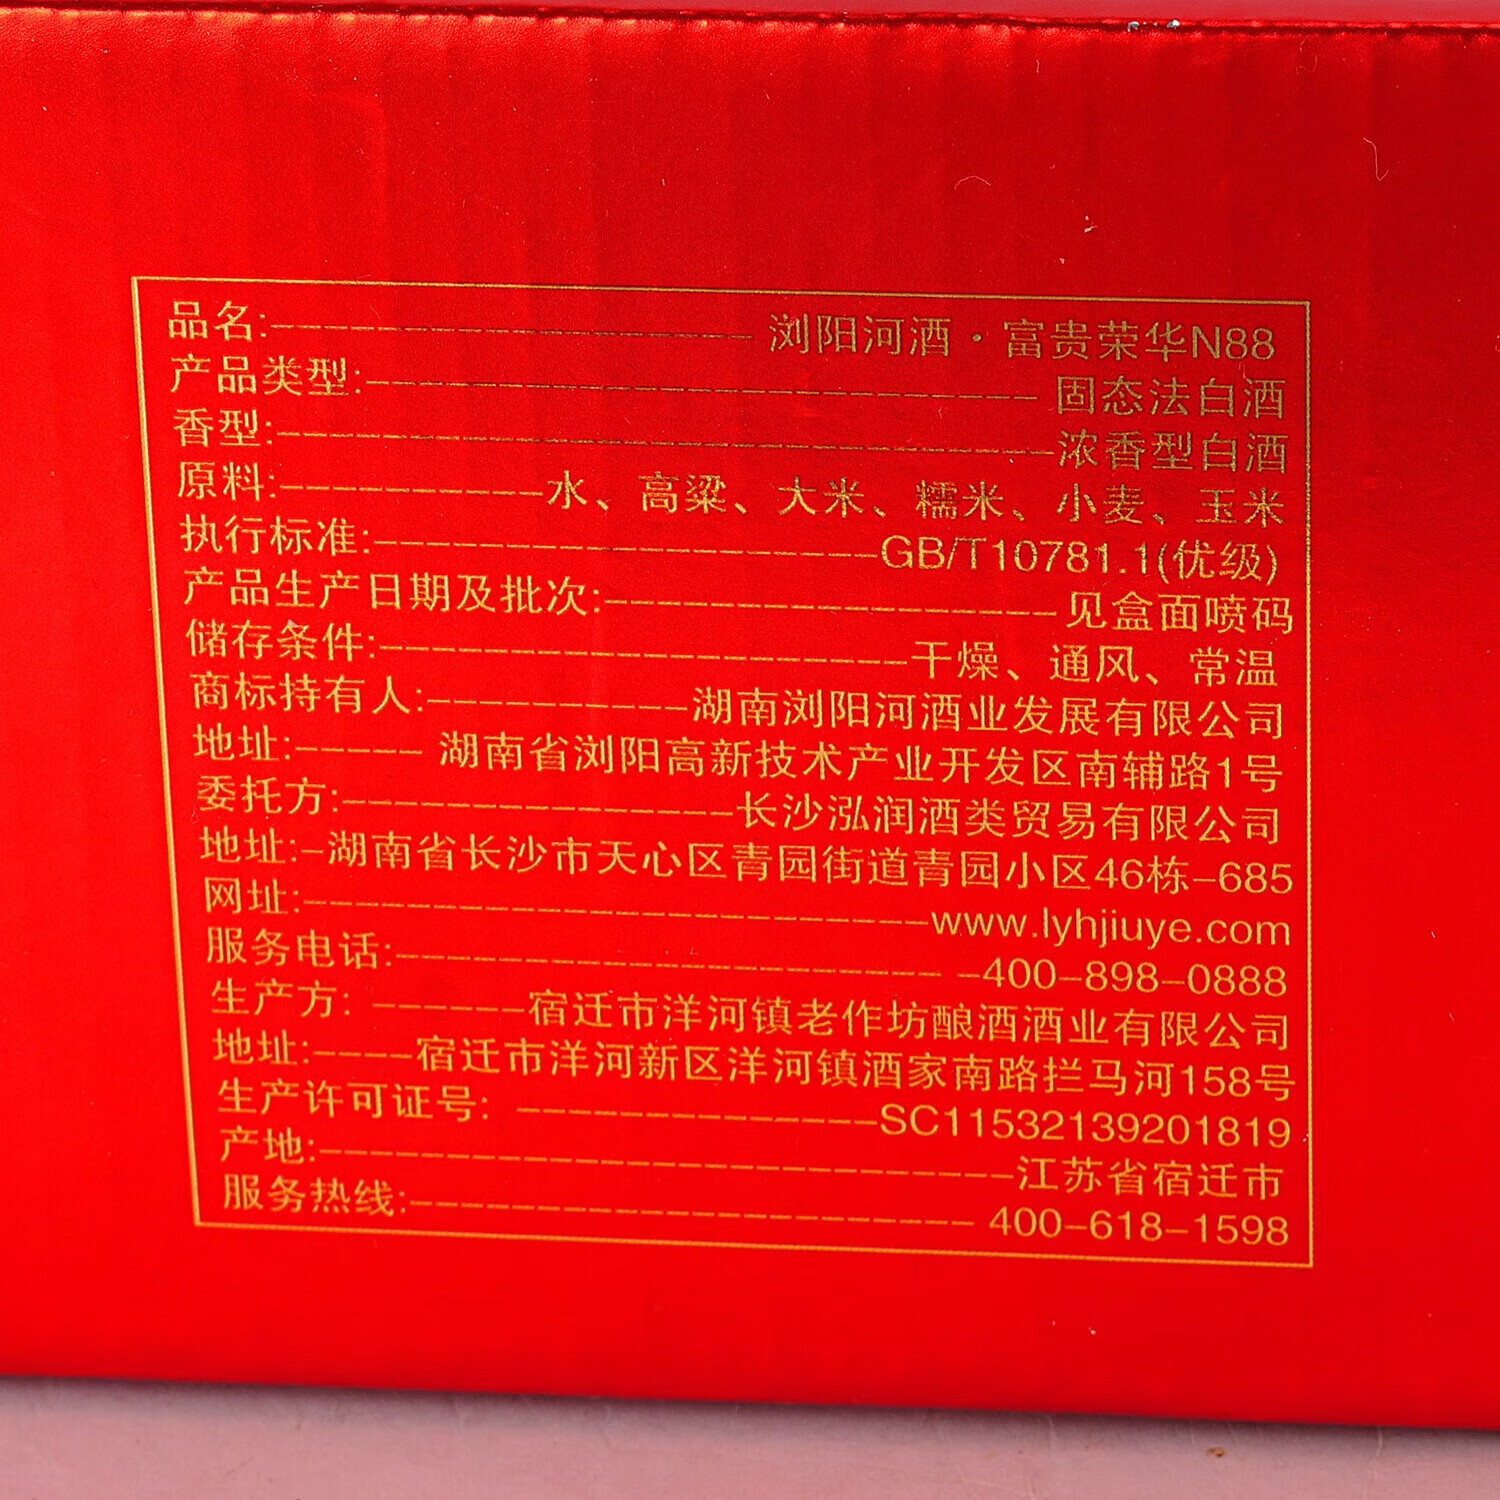 品名:浏阳河酒·富贵荣华N88
产品类型:固态法白酒
香型:浓香型白酒
原料:水、高粱、大米、糯米、小麦、玉米
执行标准:GB/T10781.1(优级)
产品生产日期及批次:见盒面喷码
储存条件:干燥、通风、常温
商标持有人:湖南浏阳河酒业发展有限公司
地址:湖南省浏阳高新技术产业开发区南辅路1号
委托方:长沙泓润酒类贸易有限公司
地址:湖南省长沙市天心区青园街道青园小区46栋-685
网址:www.lyhjiuye.com
服务电话:400-898-0888
生产方:宿迁市洋河镇老作坊酿酒酒业有限公司
地址:宿迁市洋河新区洋河镇酒家南路拦马河158号
生产许可证号:SC11532139201819
产地:江苏省宿迁市
服务热线:400-618-1598